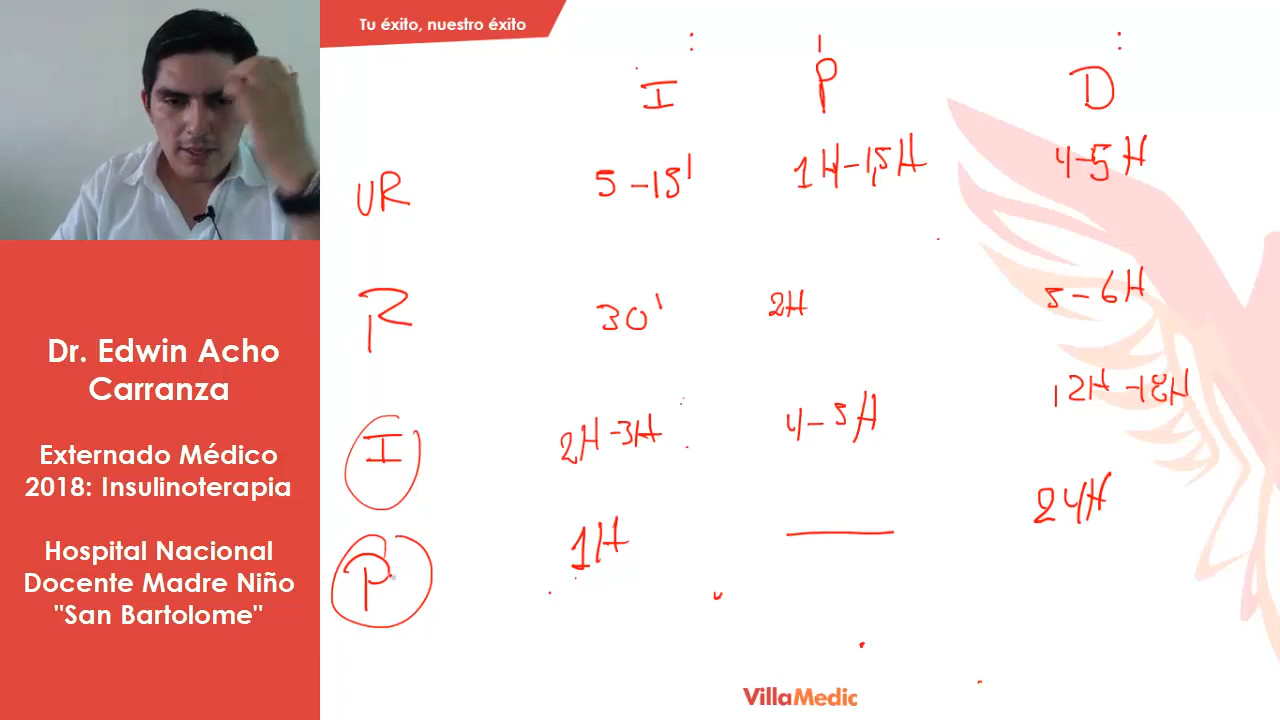 Tu éxito, nuestro éxito
I P D
UR 5-15' 1H-1,5H 4-5H
R 30' 2H 5-6H
I 2H-3H 4-5H 12H-18H
P 1H — 24H
Dr. Edwin Acho
Carranza
Externado Médico
2018: Insulinoterapia
Hospital Nacional
Docente Madre Niño
"San Bartolome"
VillaMedic